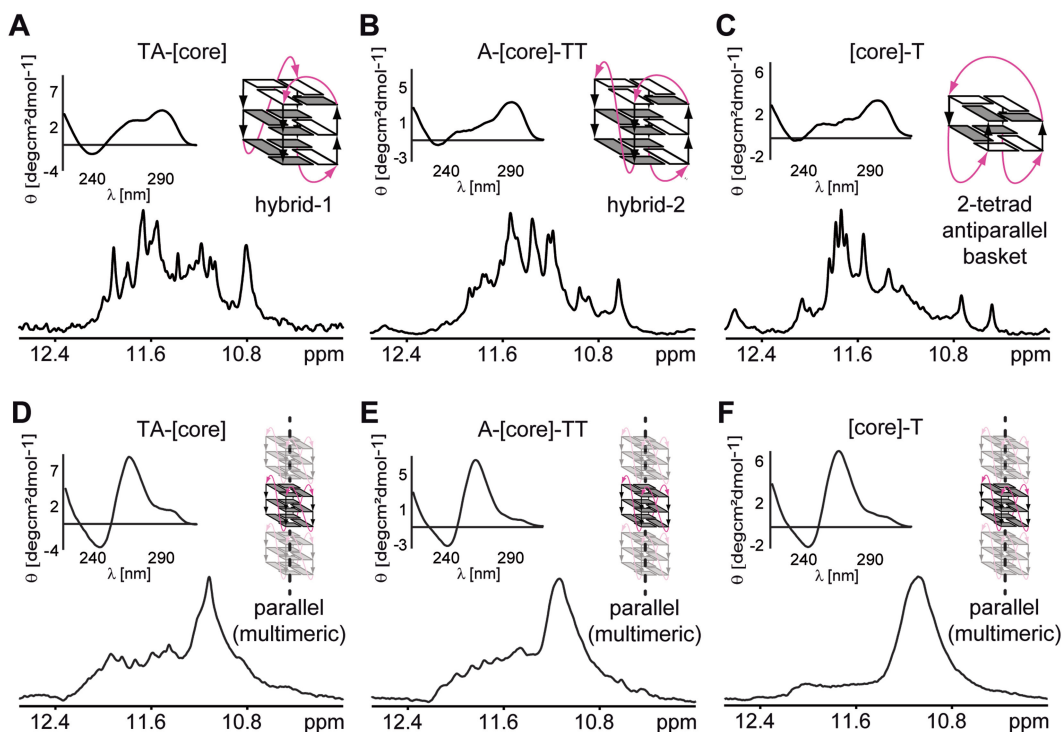 A
TA-[core]
θ [degcm²dmol-1]
7
2
-4
240
290
λ [nm]
hybrid-1
12.4
11.6
10.8
ppm
B
A-[core]-TT
5
1
-3
240
290
λ [nm]
hybrid-2
12.4
11.6
10.8
ppm
C
[core]-T
θ [degcm²dmol-1]
6
2
-2
240
290
λ [nm]
2-tetrad
antiparallel
basket
12.4
11.6
10.8
ppm
D
TA-[core]
θ [degcm²dmol-1]
7
2
-4
240
290
λ [nm]
parallel
(multimeric)
12.4
11.6
10.8
ppm
E
A-[core]-TT
θ [degcm²dmol-1]
5
1
-3
240
290
λ [nm]
parallel
(multimeric)
12.4
11.6
10.8
ppm
F
[core]-T
θ [degcm²dmol-1]
6
2
-2
240
290
λ [nm]
parallel
(multimeric)
12.4
11.6
10.8
ppm